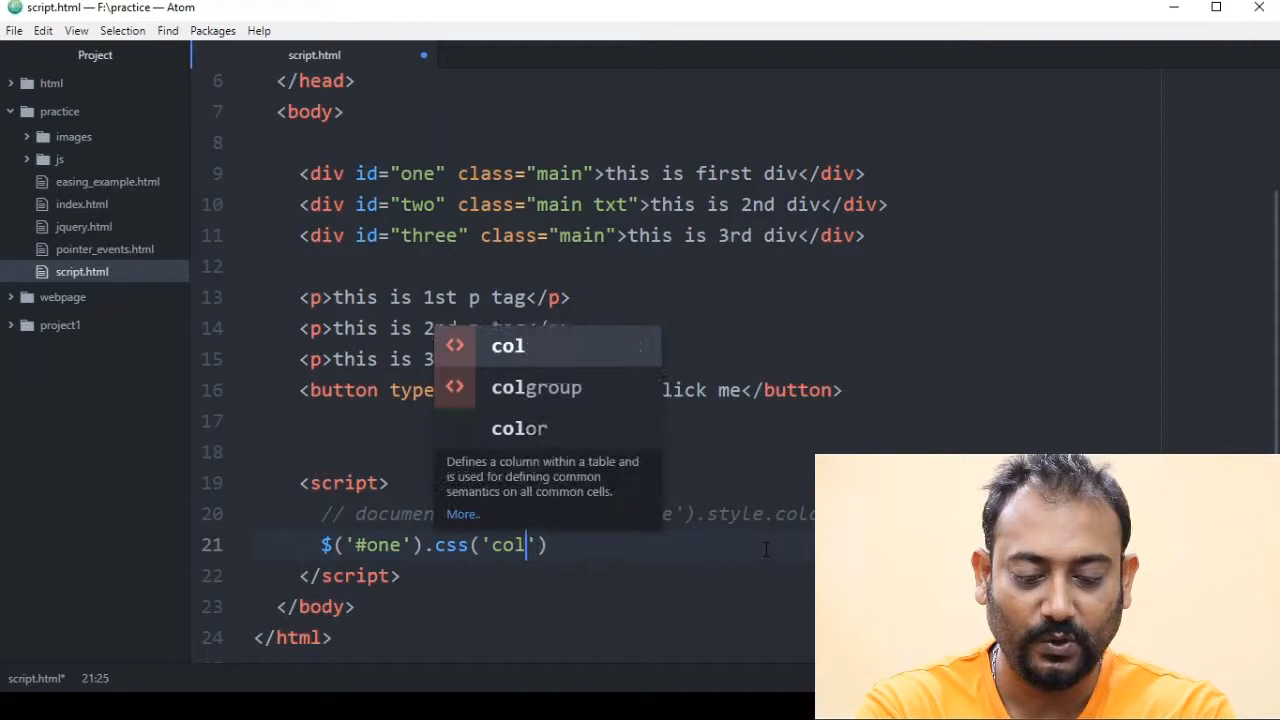 script.html — F:\practice — Atom
File Edit View Selection Find Packages Help
Project
html
practice
images
js
easing_example.html
index.html
jquery.html
pointer_events.html
script.html
webpage
project1
script.html
6 </head>
7 <body>
8
9 <div id="one" class="main">this is first div</div>
10 <div id="two" class="main txt">this is 2nd div</div>
11 <div id="three" class="main">this is 3rd div</div>
12
13 <p>this is 1st p tag</p>
14 <p>this is 2nd
15 <p>this is 3
16 <button type lick me</button>
17
18
19 <script>
20 // document e').style.colo
21 $('#one').css('col')
22 </script>
23 </body>
24 </html>
col
colgroup
color
Defines a column within a table and
is used for defining common
semantics on all common cells.
More..
script.html* 21:25